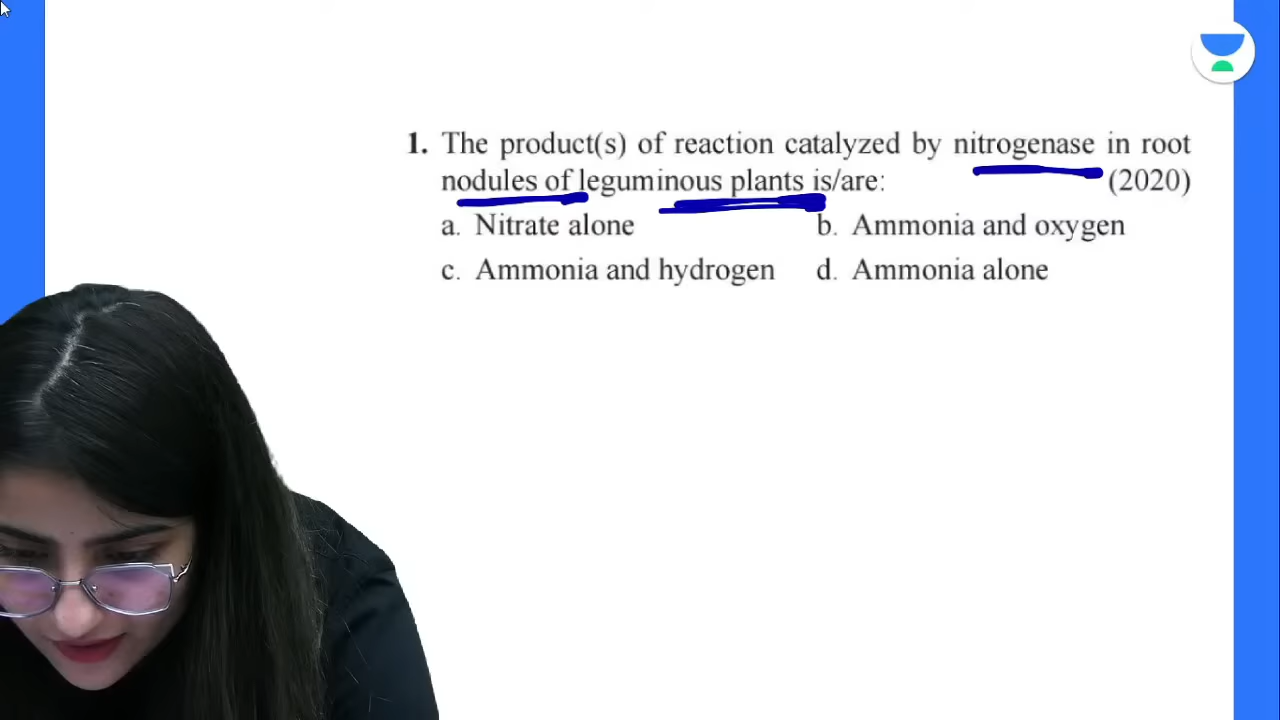 1. The product(s) of reaction catalyzed by nitrogenase in root
nodules of leguminous plants is/are: (2020)
a. Nitrate alone b. Ammonia and oxygen
c. Ammonia and hydrogen d. Ammonia alone